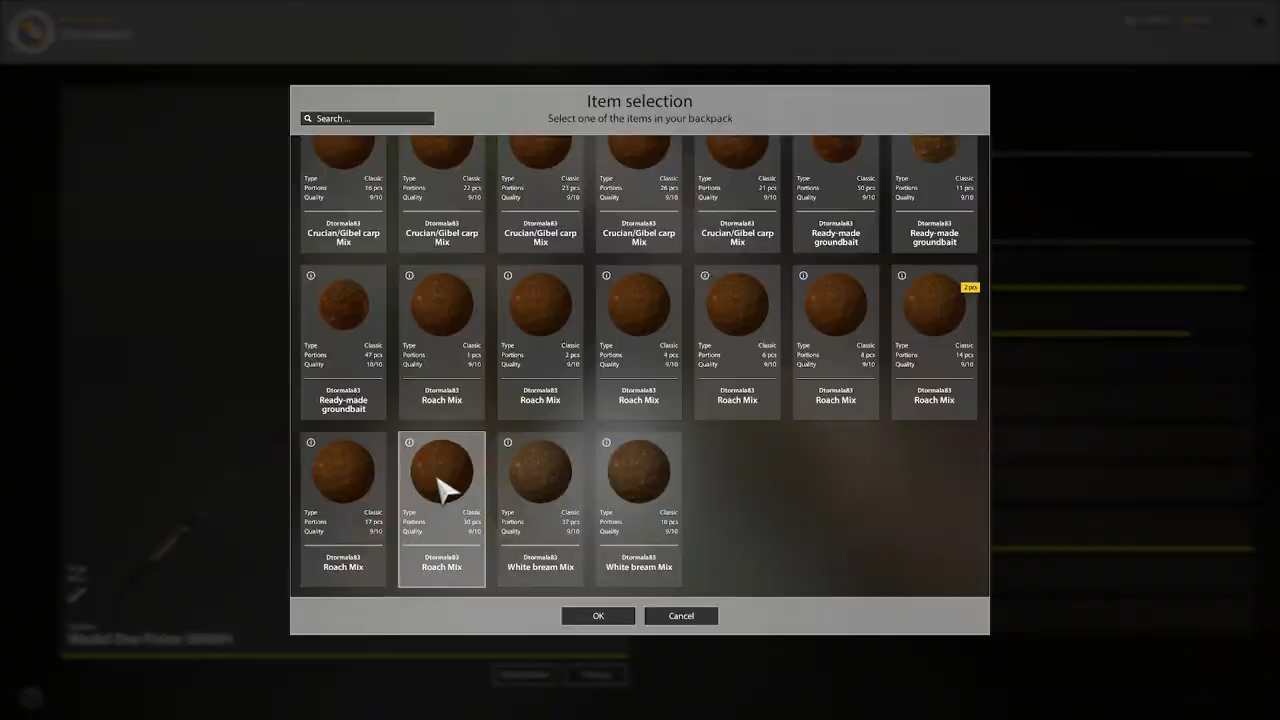 Item selection
Search ...
Select one of the items in your backpack
Type Classic
Portions 16 pcs
Quality 9/10
Dtormala83
Crucian/Gibel carp
Mix
Type Classic
Portions 22 pcs
Quality 9/10
Dtormala83
Crucian/Gibel carp
Mix
Type Classic
Portions 23 pcs
Quality 9/10
Dtormala83
Crucian/Gibel carp
Mix
Type Classic
Portions 26 pcs
Quality 9/10
Dtormala83
Crucian/Gibel carp
Mix
Type Classic
Portions 21 pcs
Quality 9/10
Dtormala83
Crucian/Gibel carp
Mix
Type Classic
Portions 50 pcs
Quality 9/10
Dtormala83
Ready-made
groundbait
Type Classic
Portions 11 pcs
Quality 9/10
Dtormala83
Ready-made
groundbait
Type Classic
Portions 47 pcs
Quality 10/10
Dtormala83
Ready-made
groundbait
Type Classic
Portions 1 pcs
Quality 9/10
Dtormala83
Roach Mix
Type Classic
Portions 2 pcs
Quality 9/10
Dtormala83
Roach Mix
Type Classic
Portions 4 pcs
Quality 9/10
Dtormala83
Roach Mix
Type Classic
Portions 6 pcs
Quality 9/10
Dtormala83
Roach Mix
Type Classic
Portions 8 pcs
Quality 9/10
Dtormala83
Roach Mix
2 pcs
Type Classic
Portions 14 pcs
Quality 9/10
Dtormala83
Roach Mix
Type Classic
Portions 17 pcs
Quality 9/10
Dtormala83
Roach Mix
Type Classic
Portions 30 pcs
Quality 9/10
Dtormala83
Roach Mix
Type Classic
Portions 37 pcs
Quality 9/10
Dtormala83
White bream Mix
Type Classic
Portions 10 pcs
Quality 9/10
Dtormala83
White bream Mix
OK
Cancel